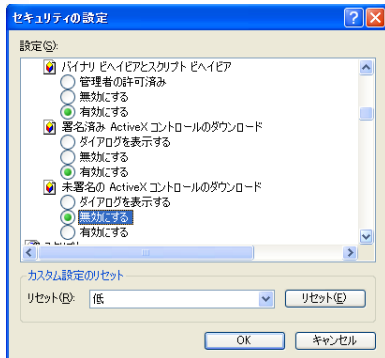 セキュリティの設定
設定(S):
バイナリ ビヘイビアとスクリプト ビヘイビア
管理者の許可済み
無効にする
有効にする
署名済み ActiveX コントロールのダウンロード
ダイアログを表示する
無効にする
有効にする
未署名の ActiveX コントロールのダウンロード
ダイアログを表示する
無効にする
有効にする
カスタム設定のリセット
リセット(R):
低
リセット(E)
OK
キャンセル